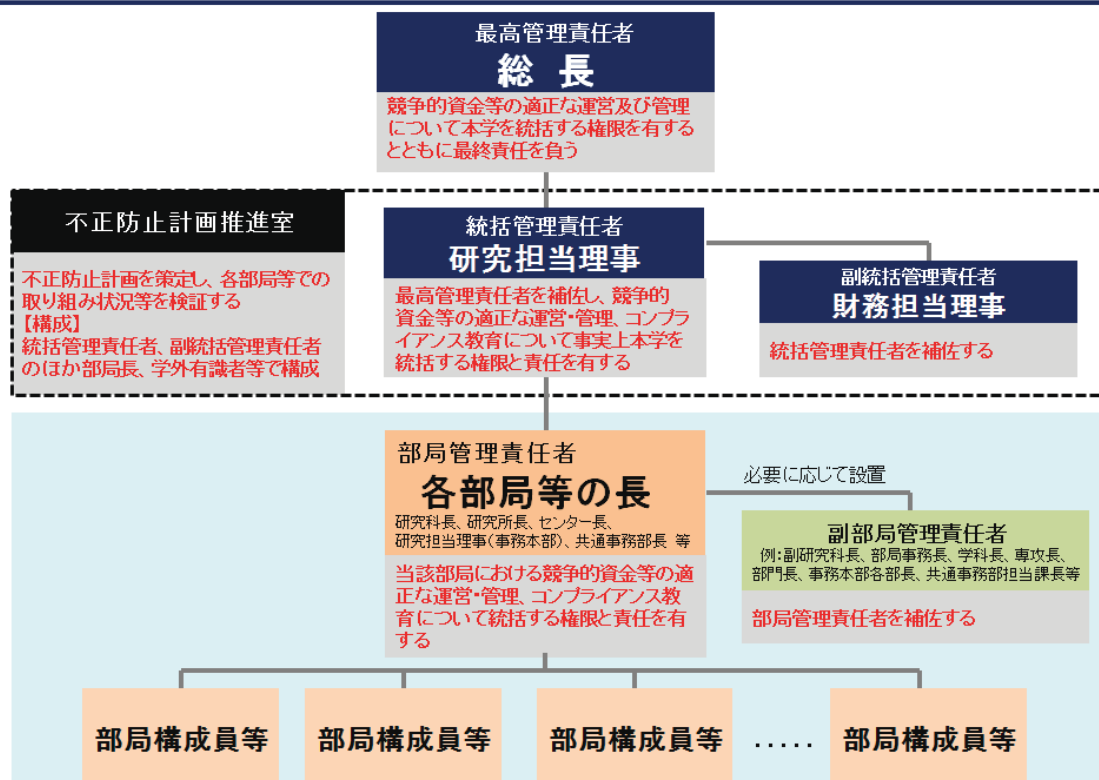 最高管理責任者
総 長
競争的資金等の適正な運営及び管理
について本学を統括する権限を有する
とともに最終責任を負う
不正防止計画推進室
不正防止計画を策定し、各部局等での
取り組み状況等を検証する
【構成】
統括管理責任者、副統括管理責任者
のほか部局長、学外有識者等で構成
統括管理責任者
研究担当理事
最高管理責任者を補佐し、競争的
資金等の適正な運営・管理、コンプラ
イアンス教育について事実上本学を
統括する権限と責任を有する
副統括管理責任者
財務担当理事
統括管理責任者を補佐する
部局管理責任者
各部局等の長
研究科長、研究所長、センター長、
研究担当理事(事務本部)、共通事務部長 等
当該部局における競争的資金等の適
正な運営・管理、コンプライアンス教
育について統括する権限と責任を有
する
必要に応じて設置
副部局管理責任者
例:副研究科長、部局事務長、学科長、専攻長、
部門長、事務本部各部長、共通事務部担当課長等
部局管理責任者を補佐する
部局構成員等
部局構成員等
部局構成員等
.....
部局構成員等